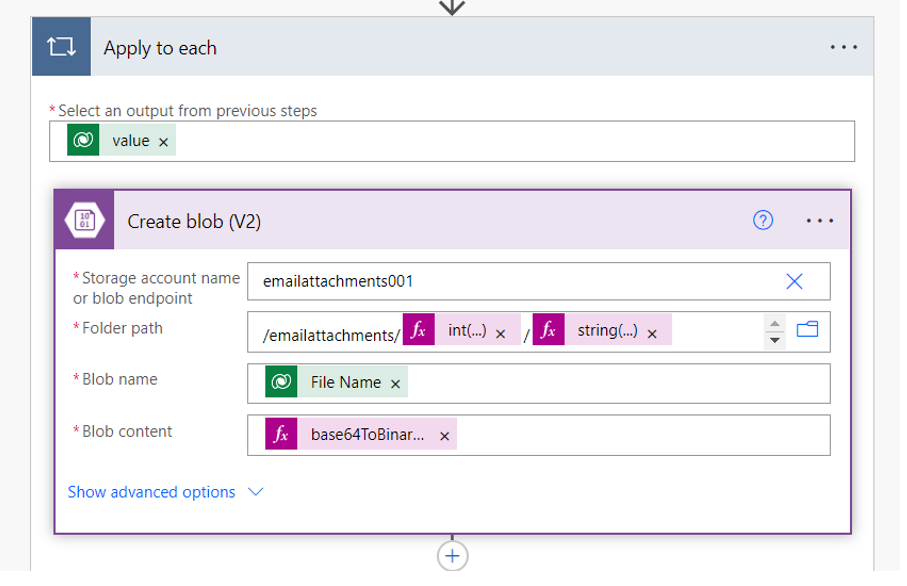 Apply to each
* Select an output from previous steps
value ×
10
01
Create blob (V2)
* Storage account name
or blob endpoint
emailattachments001
* Folder path
/emailattachments/ fx int(...) × / fx string(...) ×
* Blob name
File Name ×
* Blob content
fx base64ToBinar... ×
Show advanced options